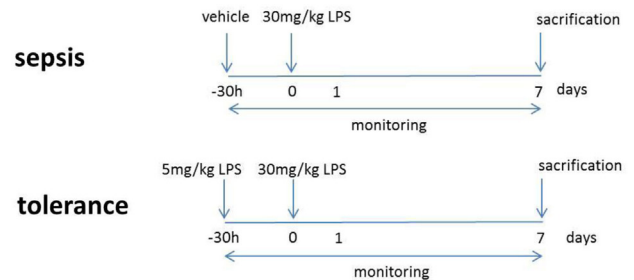 vehicle 30mg/kg LPS sacrification
sepsis
-30h 0 1 7 days
monitoring
5mg/kg LPS 30mg/kg LPS sacrification
tolerance
-30h 0 1 7 days
monitoring